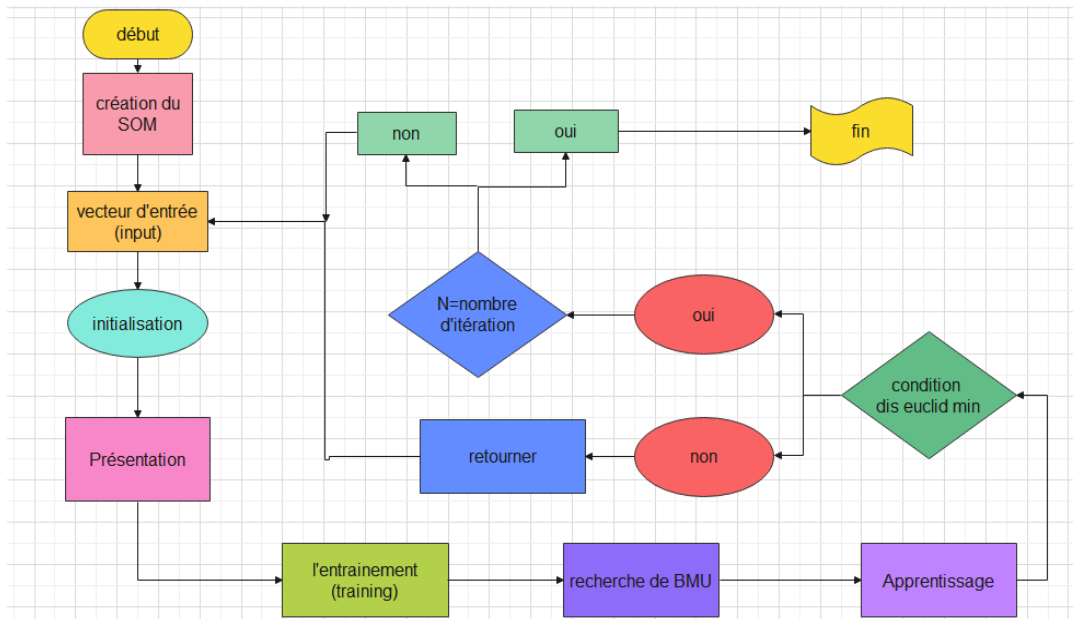 début
création du
SOM
vecteur d'entrée
(input)
initialisation
Présentation
l'entrainement
(training)
recherche de BMU
Apprentissage
condition
dis euclid min
oui
non
retourner
N=nombre
d'itération
non
oui
fin